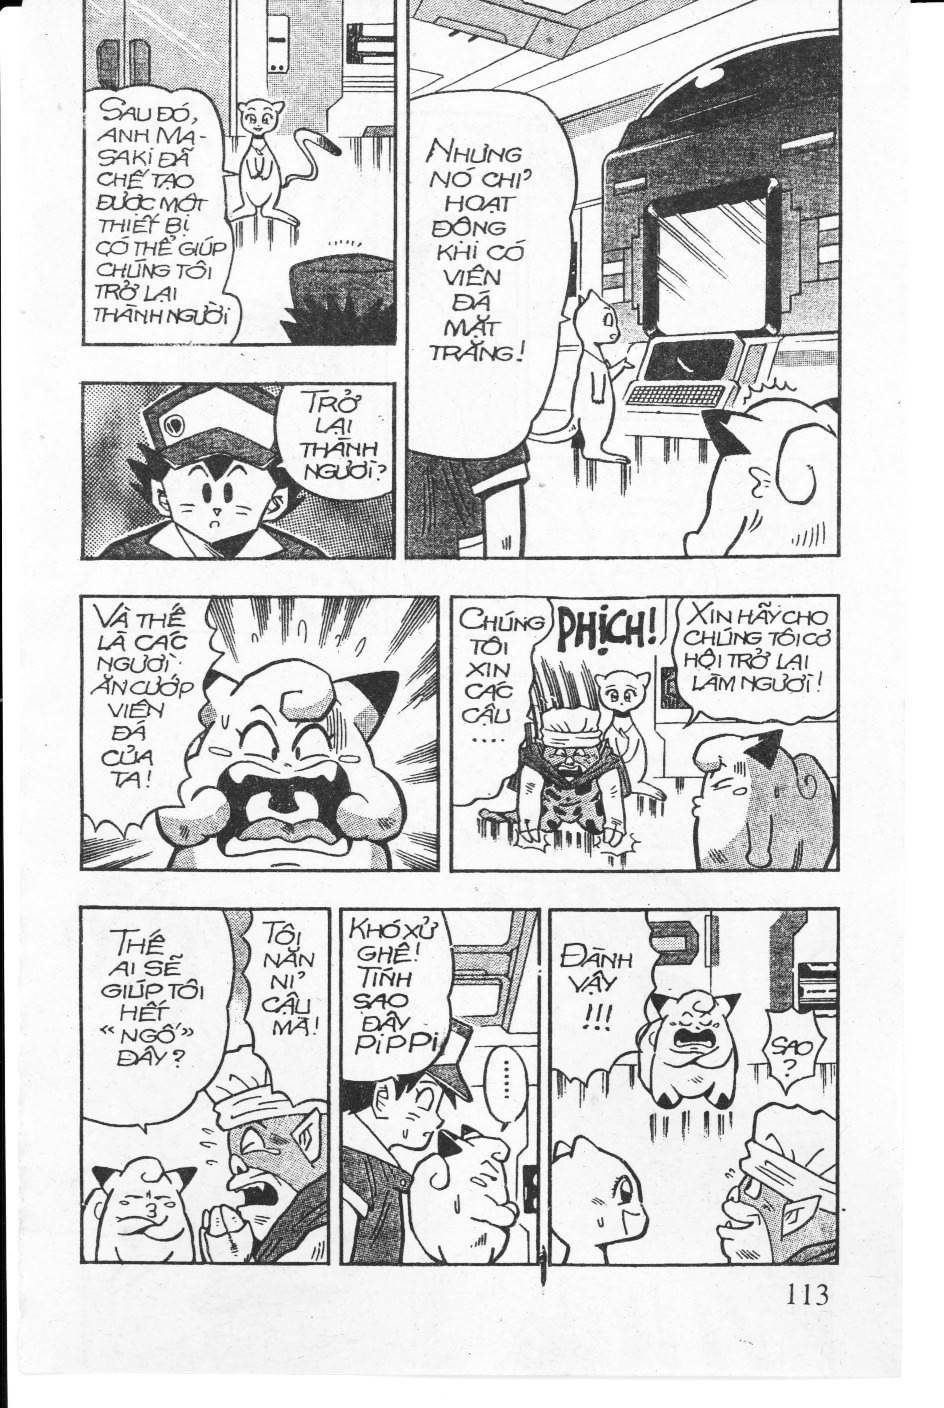 SAU ĐÓ,
ANH MA-
SAKI ĐÃ
CHẾ TẠO
ĐƯỢC MỘT
THIẾT BỊ
CÓ THỂ GIÚP
CHÚNG TÔI
TRỞ LẠI
THÀNH NGƯỜI
NHƯNG
NÓ CHỈ
HOẠT
ĐỘNG
KHI CÓ
VIÊN
ĐÁ
MẶT
TRĂNG!
TRỞ
LẠI
THÀNH
NGƯƠI?
VÀ THẾ
LÀ CÁC
NGƯƠI
ĂN CƯỚP
VIÊN
ĐÁ
CỦA
TA!
CHÚNG
TÔI
XIN
CÁC
CẬU
....
PHỊCH!
XIN HÃY CHO
CHÚNG TÔI CƠ
HỘI TRỞ LẠI
LÀM NGƯƠI!
THẾ
AI SẼ
GIÚP TÔI
HẾT
"NGỐ"
ĐÂY?
TÔI
NĂN
NỈ
CẬU
MÀ!
KHÓ XỬ
GHÊ!
TÍNH
SAO
ĐÂY
PIPPI
......
ĐÀNH
VẬY
!!!
SAO
?
113